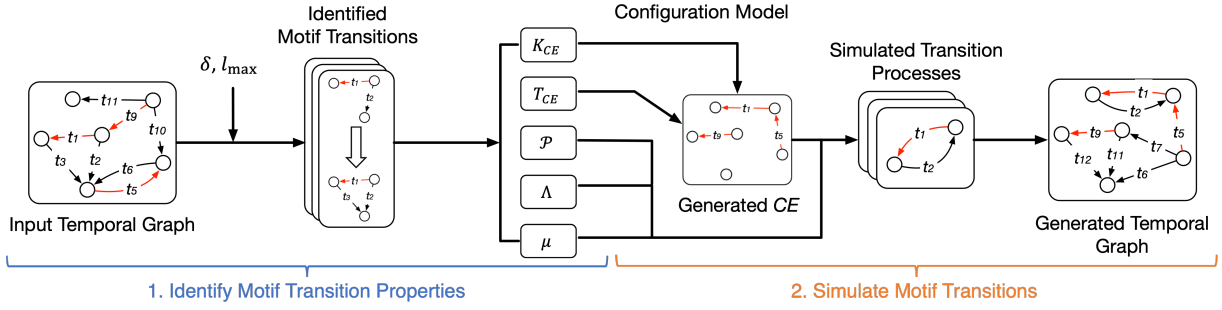 Identified
Motif Transitions
Configuration Model
Simulated Transition
Processes
δ, l_max
t11
t9
t10
t1
t3
t2
t6
t5
Input Temporal Graph
t1
t2
t1
t3
t2
K_CE
T_CE
𝒫
Λ
μ
t1
t9
t5
Generated CE
t1
t2
t1
t2
t9
t5
t7
t12
t11
t6
Generated Temporal
Graph
1. Identify Motif Transition Properties
2. Simulate Motif Transitions